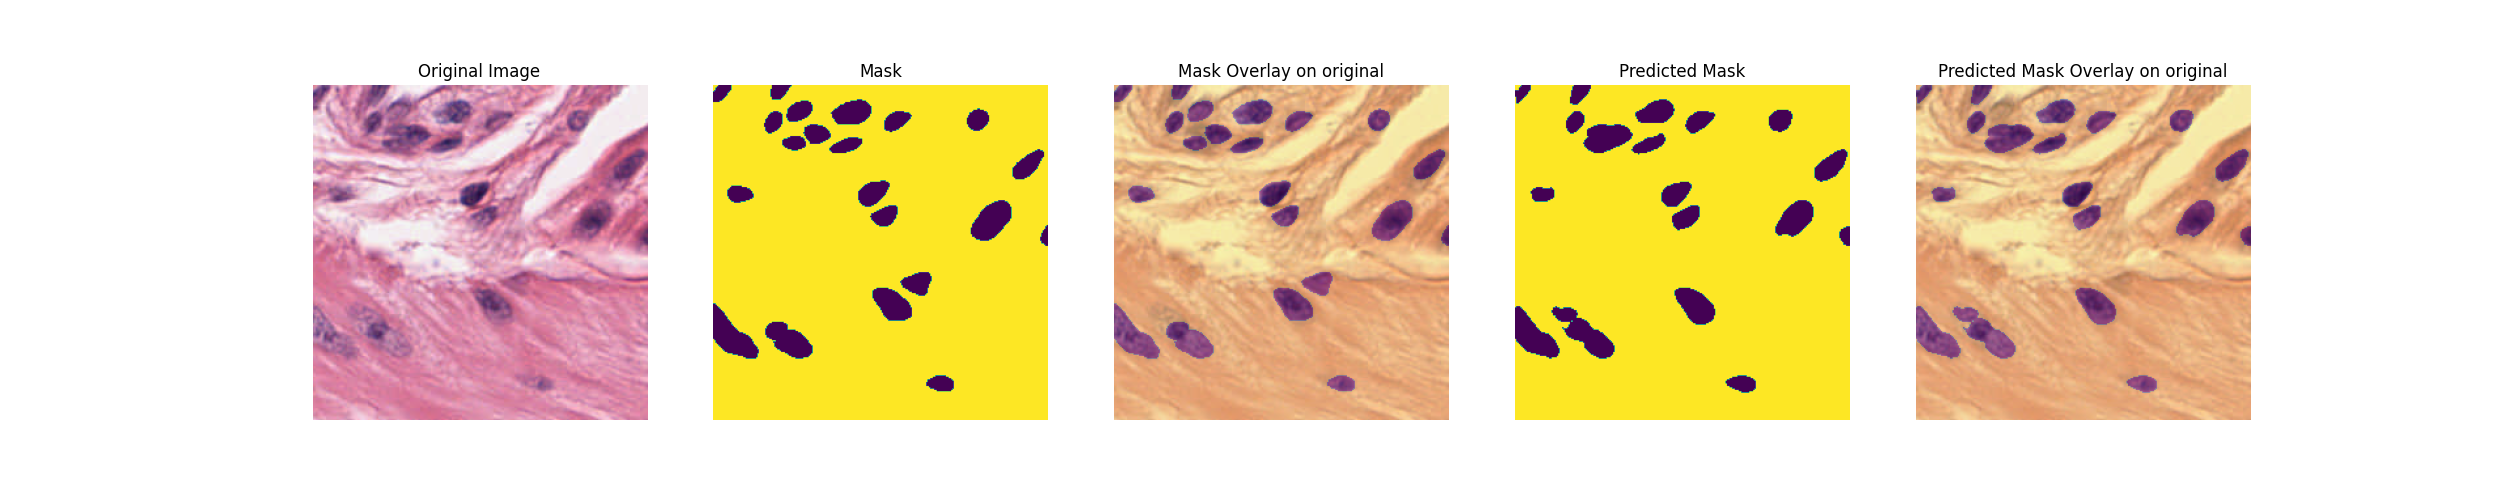 Original Image
Mask
Mask Overlay on original
Predicted Mask
Predicted Mask Overlay on original